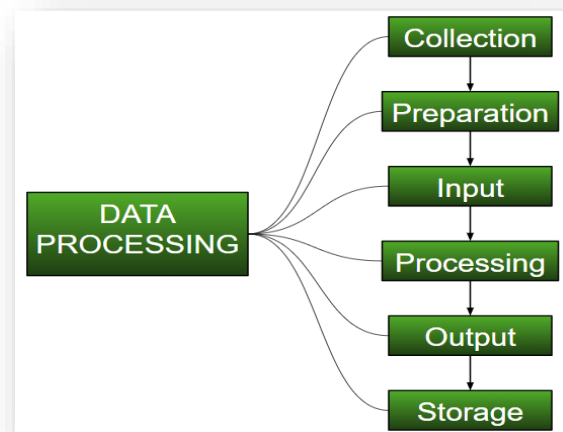 Collection
Preparation
Input
DATA
PROCESSING
Processing
Output
Storage